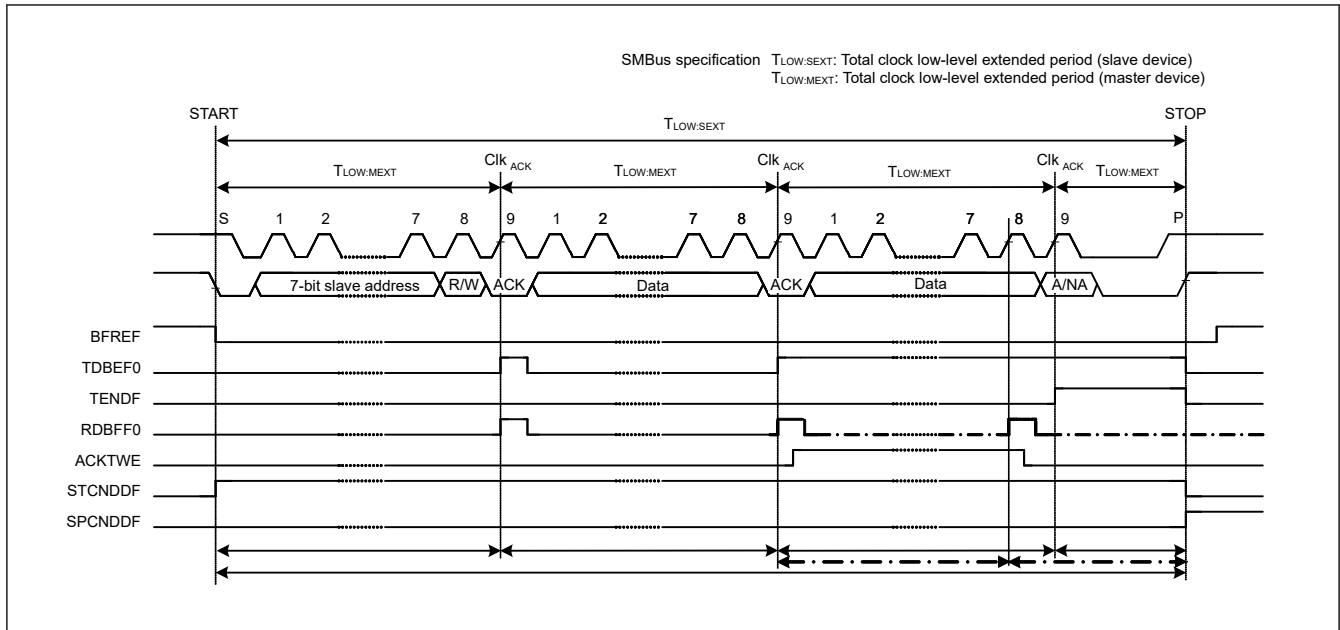 SMBus specification TLOW:SEXT: Total clock low-level extended period (slave device)
TLOW:MEXT: Total clock low-level extended period (master device)
START STOP
TLOW:SEXT
Clk ACK Clk ACK Clk ACK
TLOW:MEXT TLOW:MEXT TLOW:MEXT TLOW:MEXT
S 1 2 7 8 9 1 2 7 8 9 1 2 7 8 9 P
7-bit slave address R/W ACK Data ACK Data A/NA
BFREF
TDBEF0
TENDF
RDBFF0
ACKTWE
STCNDDF
SPCNDDF